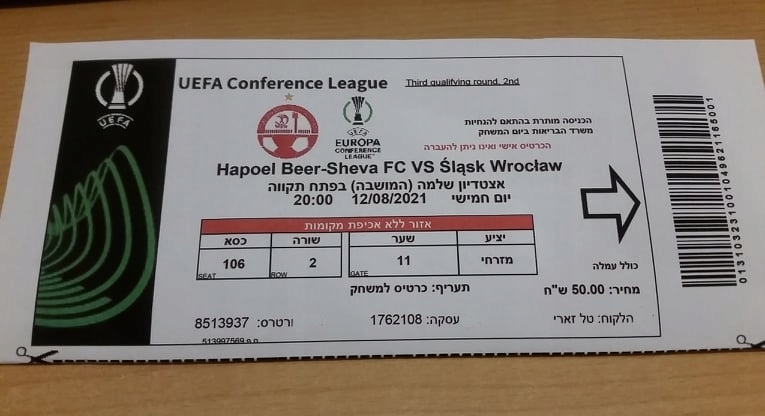 UEFA
UEFA Conference League Third qualifying round, 2nd
EUROPA
CONFERENCE
LEAGUE
הכניסה מותרת בהתאם להנחיות
משרד הבריאות ביום המשחק
הכרטיס אישי ואינו ניתן להעברה
Hapoel Beer-Sheva FC VS Śląsk Wrocław
אצטדיון שלמה (המושבה) בפתח תקווה
יום חמישי 12/08/2021 20:00
אזור ללא אכיפת מקומות
יציע שער שורה כסא
מזרחי 11 2 106
GATE ROW SEAT
כולל עמלה
מחיר: 50.00 ש"ח
תעריף: כרטיס למשחק
הלקוח: טל זארי
עסקה: 1762108
ורטרס: 8513937
513997569 ח.פ
013103231001049621165001